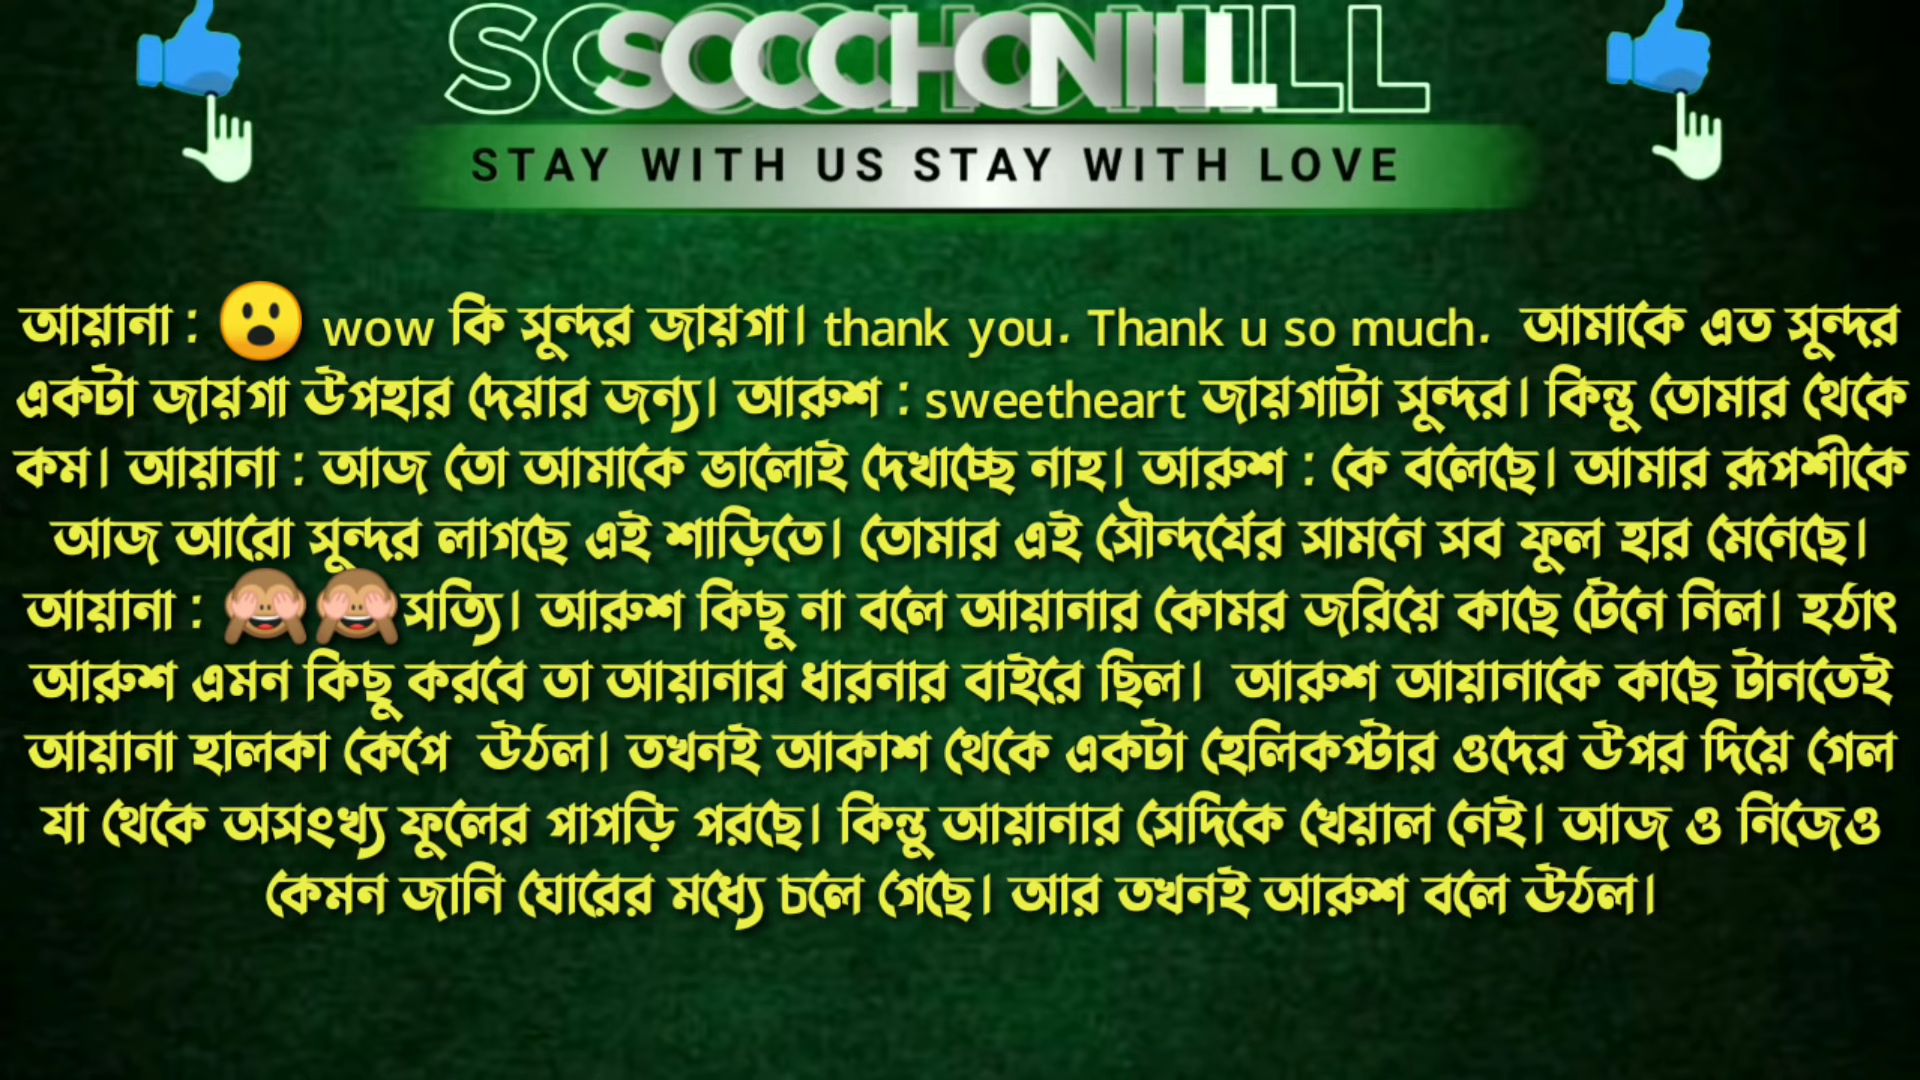 STAY WITH US STAY WITH LOVE
আয়ানা : 😮 wow কি সুন্দর জায়গা। thank you. Thank u so much. আমাকে এত সুন্দর
একটা জায়গা উপহার দেয়ার জন্য। আরুশ : sweetheart জায়গাটা সুন্দর। কিন্তু তোমার থেকে
কম। আয়ানা : আজ তো আমাকে ভালোই দেখাচ্ছে নাহ। আরুশ : কে বলেছে। আমার রূপশীকে
আজ আরো সুন্দর লাগছে এই শাড়িতে। তোমার এই সৌন্দর্যের সামনে সব ফুল হার মেনেছে।
আয়ানা : 🙈🙈সত্যি। আরুশ কিছু না বলে আয়ানার কোমর জরিয়ে কাছে টেনে নিল। হঠাৎ
আরুশ এমন কিছু করবে তা আয়ানার ধারনার বাইরে ছিল। আরুশ আয়ানাকে কাছে টানতেই
আয়ানা হালকা কেপে উঠল। তখনই আকাশ থেকে একটা হেলিকপ্টার ওদের উপর দিয়ে গেল
যা থেকে অসংখ্য ফুলের পাপড়ি পরছে। কিন্তু আয়ানার সেদিকে খেয়াল নেই। আজ ও নিজেও
কেমন জানি ঘোরের মধ্যে চলে গেছে। আর তখনই আরুশ বলে উঠল।